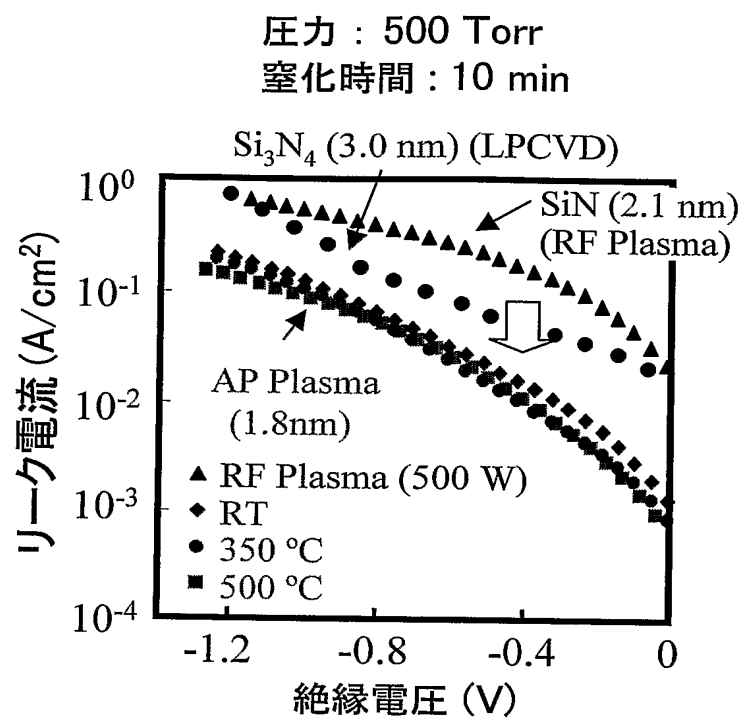 圧力 : 500 Torr
窒化時間 : 10 min
Si₃N₄ (3.0 nm) (LPCVD)
SiN (2.1 nm)
(RF Plasma)
AP Plasma
(1.8nm)
▲ RF Plasma (500 W)
◆ RT
● 350 ºC
■ 500 ºC
リーク電流 (A/cm²)
10⁰
10⁻¹
10⁻²
10⁻³
10⁻⁴
-1.2 -0.8 -0.4 0
絶縁電圧 (V)